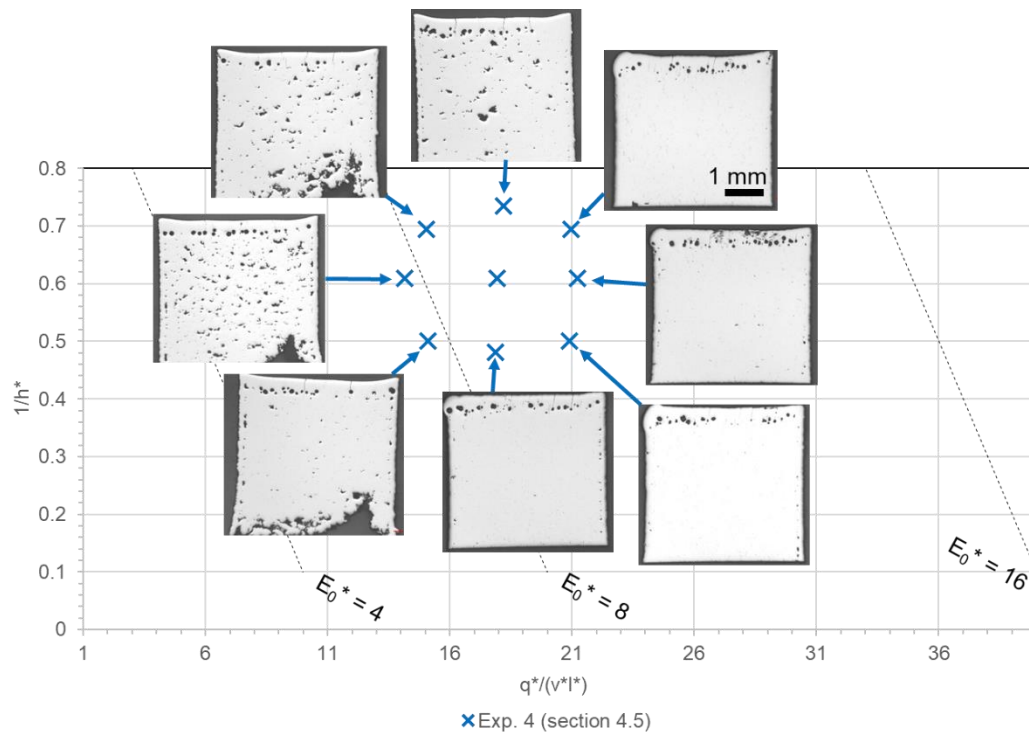 1 mm
0.8
0.7
0.6
0.5
0.4
0.3
0.2
0.1
0
1/h*
E0* = 4
E0* = 8
E0* = 16
1 6 11 16 21 26 31 36
q*/(v*l*)
Exp. 4 (section 4.5)